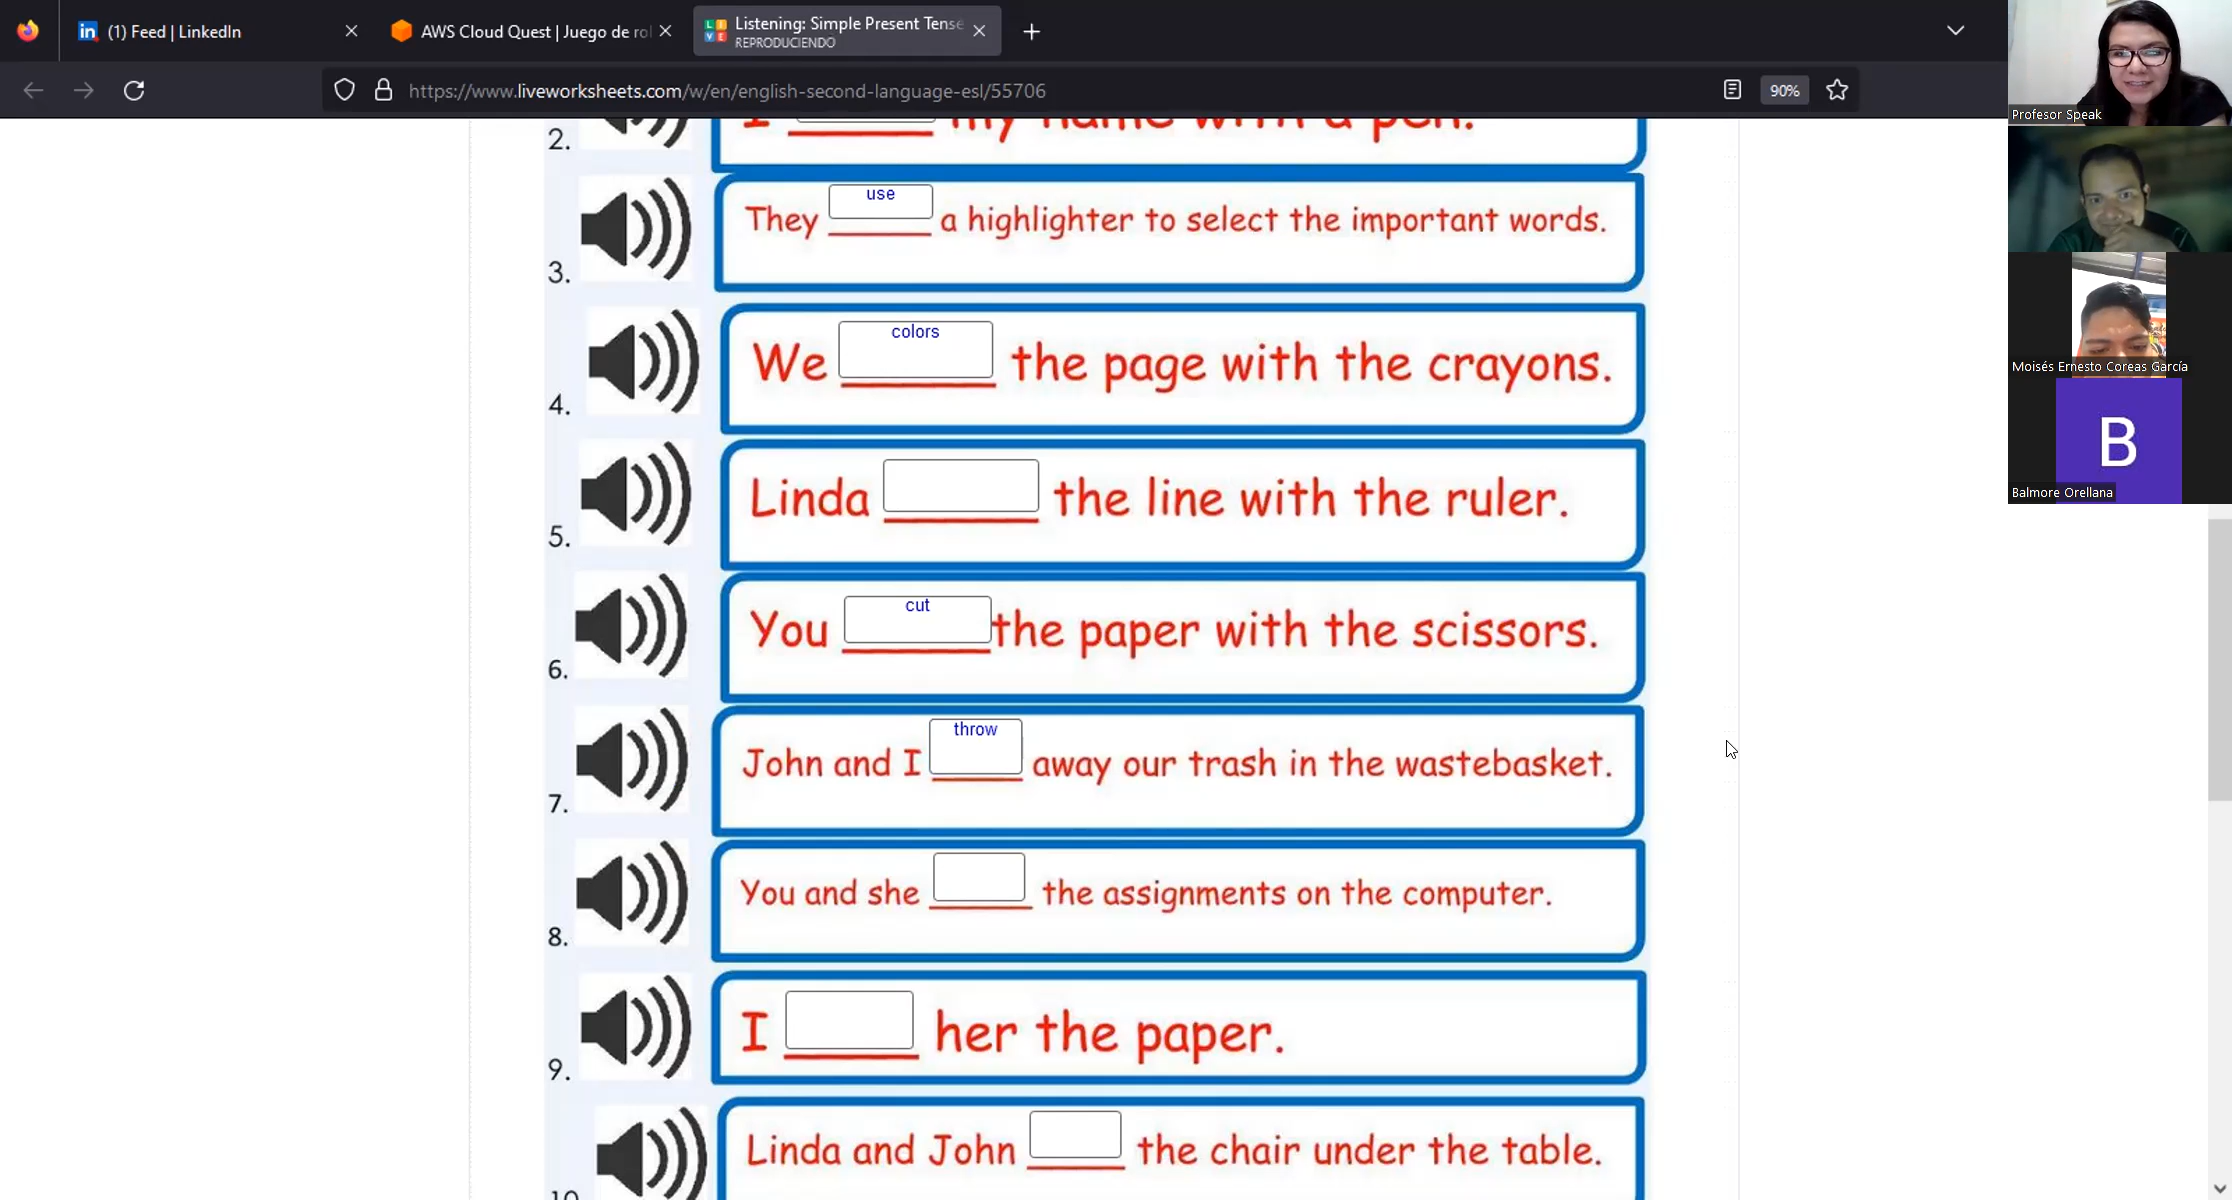 (1) Feed | LinkedIn
AWS Cloud Quest | Juego de rol
Listening: Simple Present Tense
REPRODUCIENDO
https://www.liveworksheets.com/w/en/english-second-language-esl/55706
90%
Profesor Speak
Moisés Ernesto Coreas García
B
Balmore Orellana
2. I my name with a pen.
3. They use a highlighter to select the important words.
4. We colors the page with the crayons.
5. Linda the line with the ruler.
6. You cut the paper with the scissors.
7. John and I throw away our trash in the wastebasket.
8. You and she the assignments on the computer.
9. I her the paper.
10 Linda and John the chair under the table.